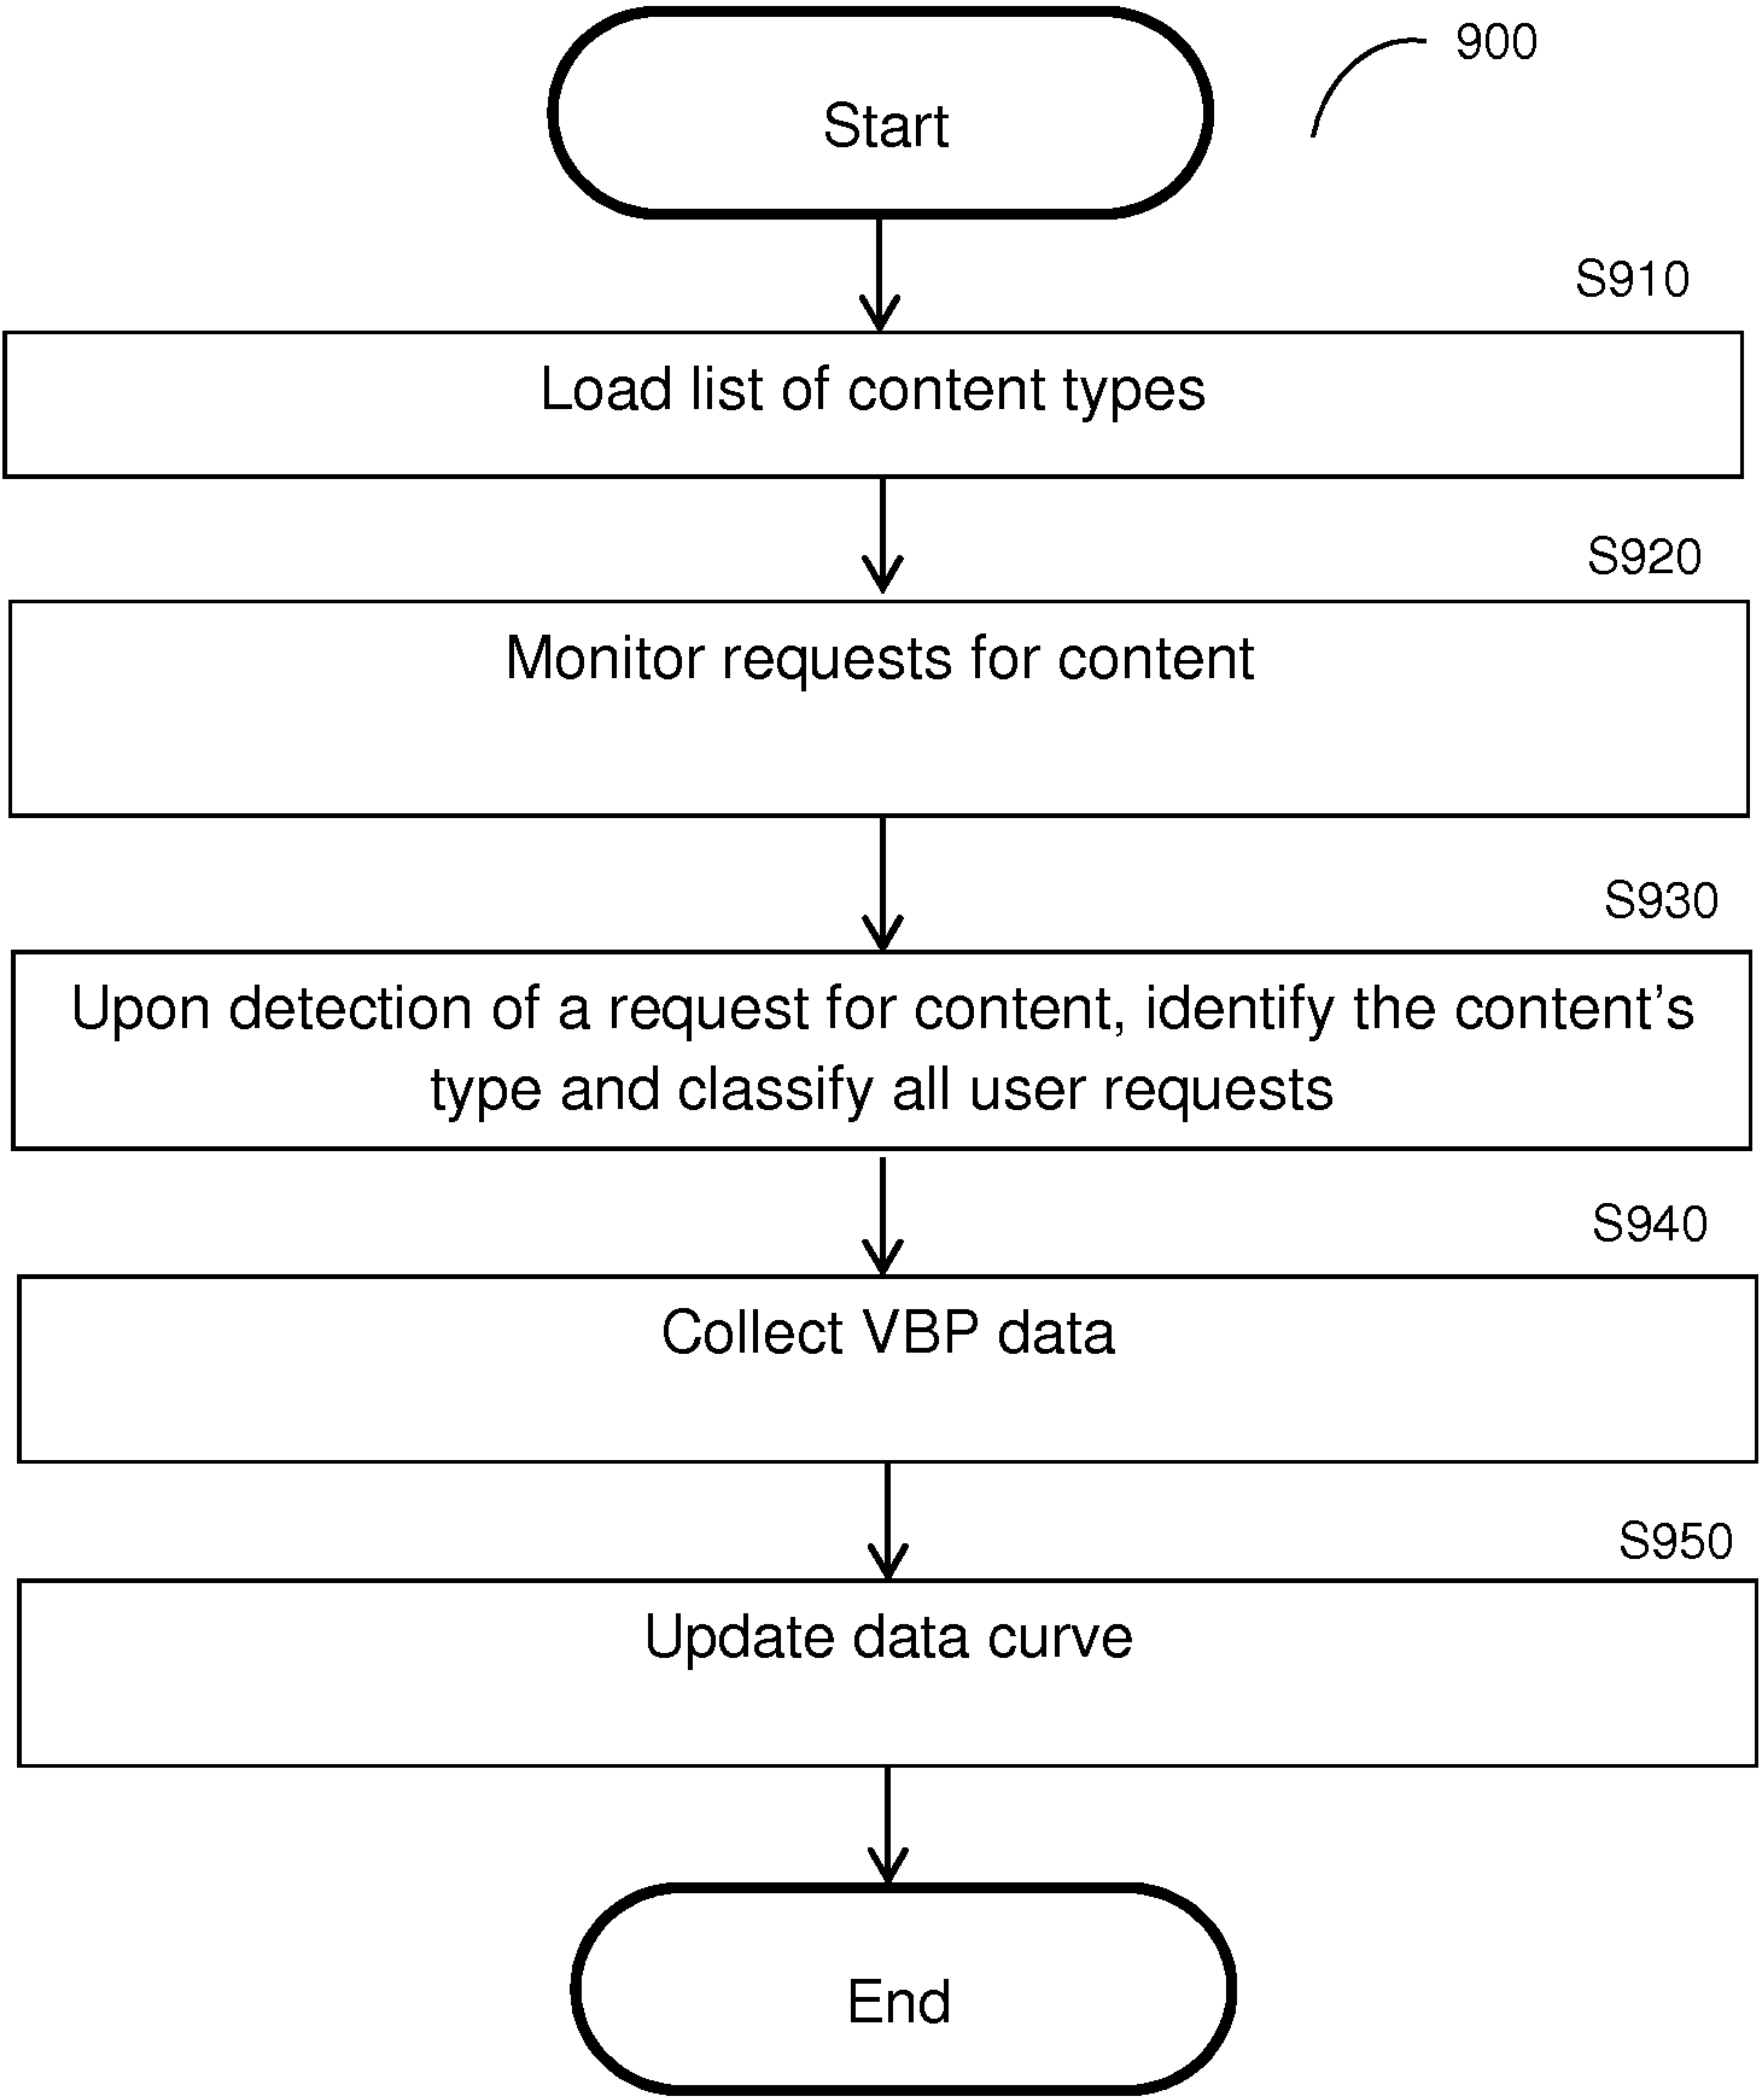 900
Start
S910
Load list of content types
S920
Monitor requests for content
S930
Upon detection of a request for content, identify the content’s
type and classify all user requests
S940
Collect VBP data
S950
Update data curve
End